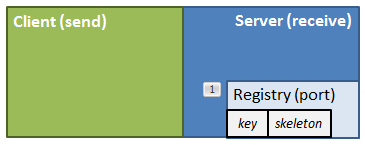 Client (send)
Server (receive)
1
Registry (port)
key
skeleton